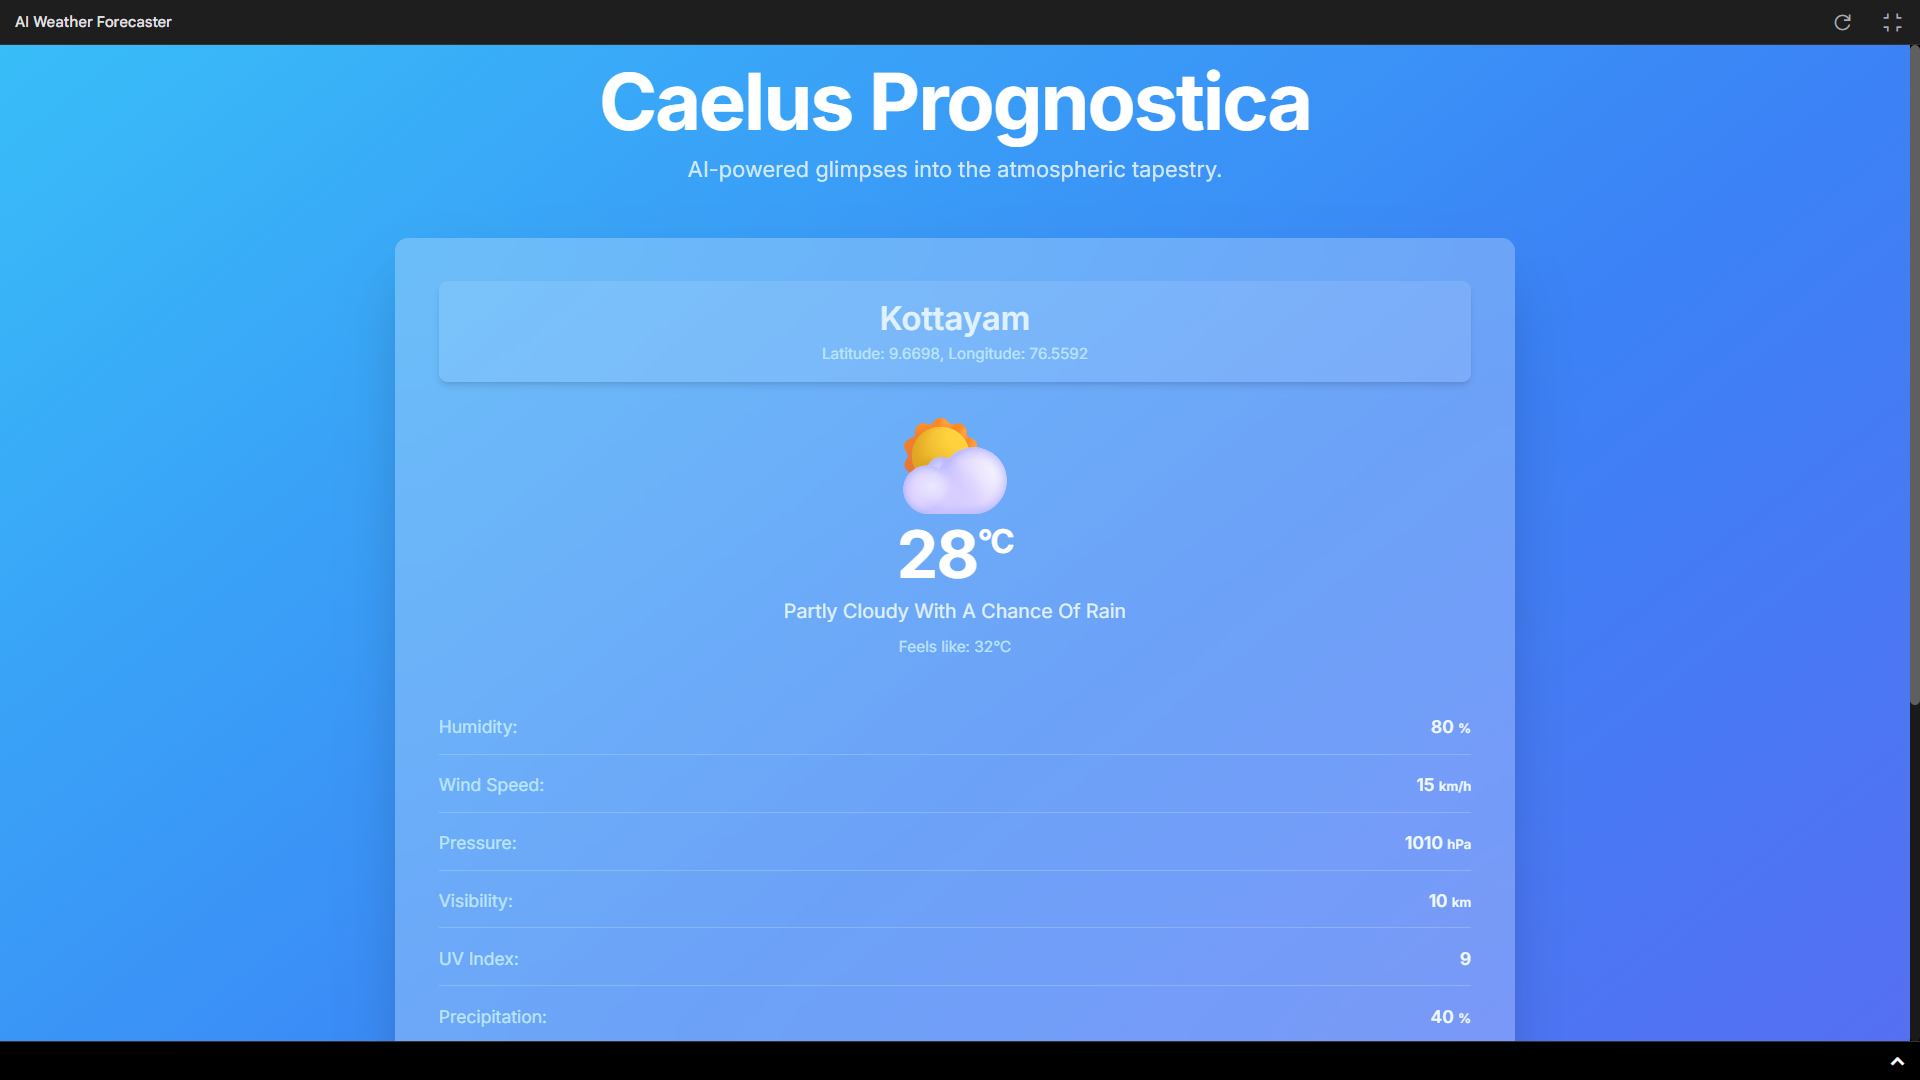 AI Weather Forecaster
Caelus Prognostica
AI-powered glimpses into the atmospheric tapestry.
Kottayam
Latitude: 9.6698, Longitude: 76.5592
28°C
Partly Cloudy With A Chance Of Rain
Feels like: 32°C
Humidity: 80 %
Wind Speed: 15 km/h
Pressure: 1010 hPa
Visibility: 10 km
UV Index: 9
Precipitation: 40 %